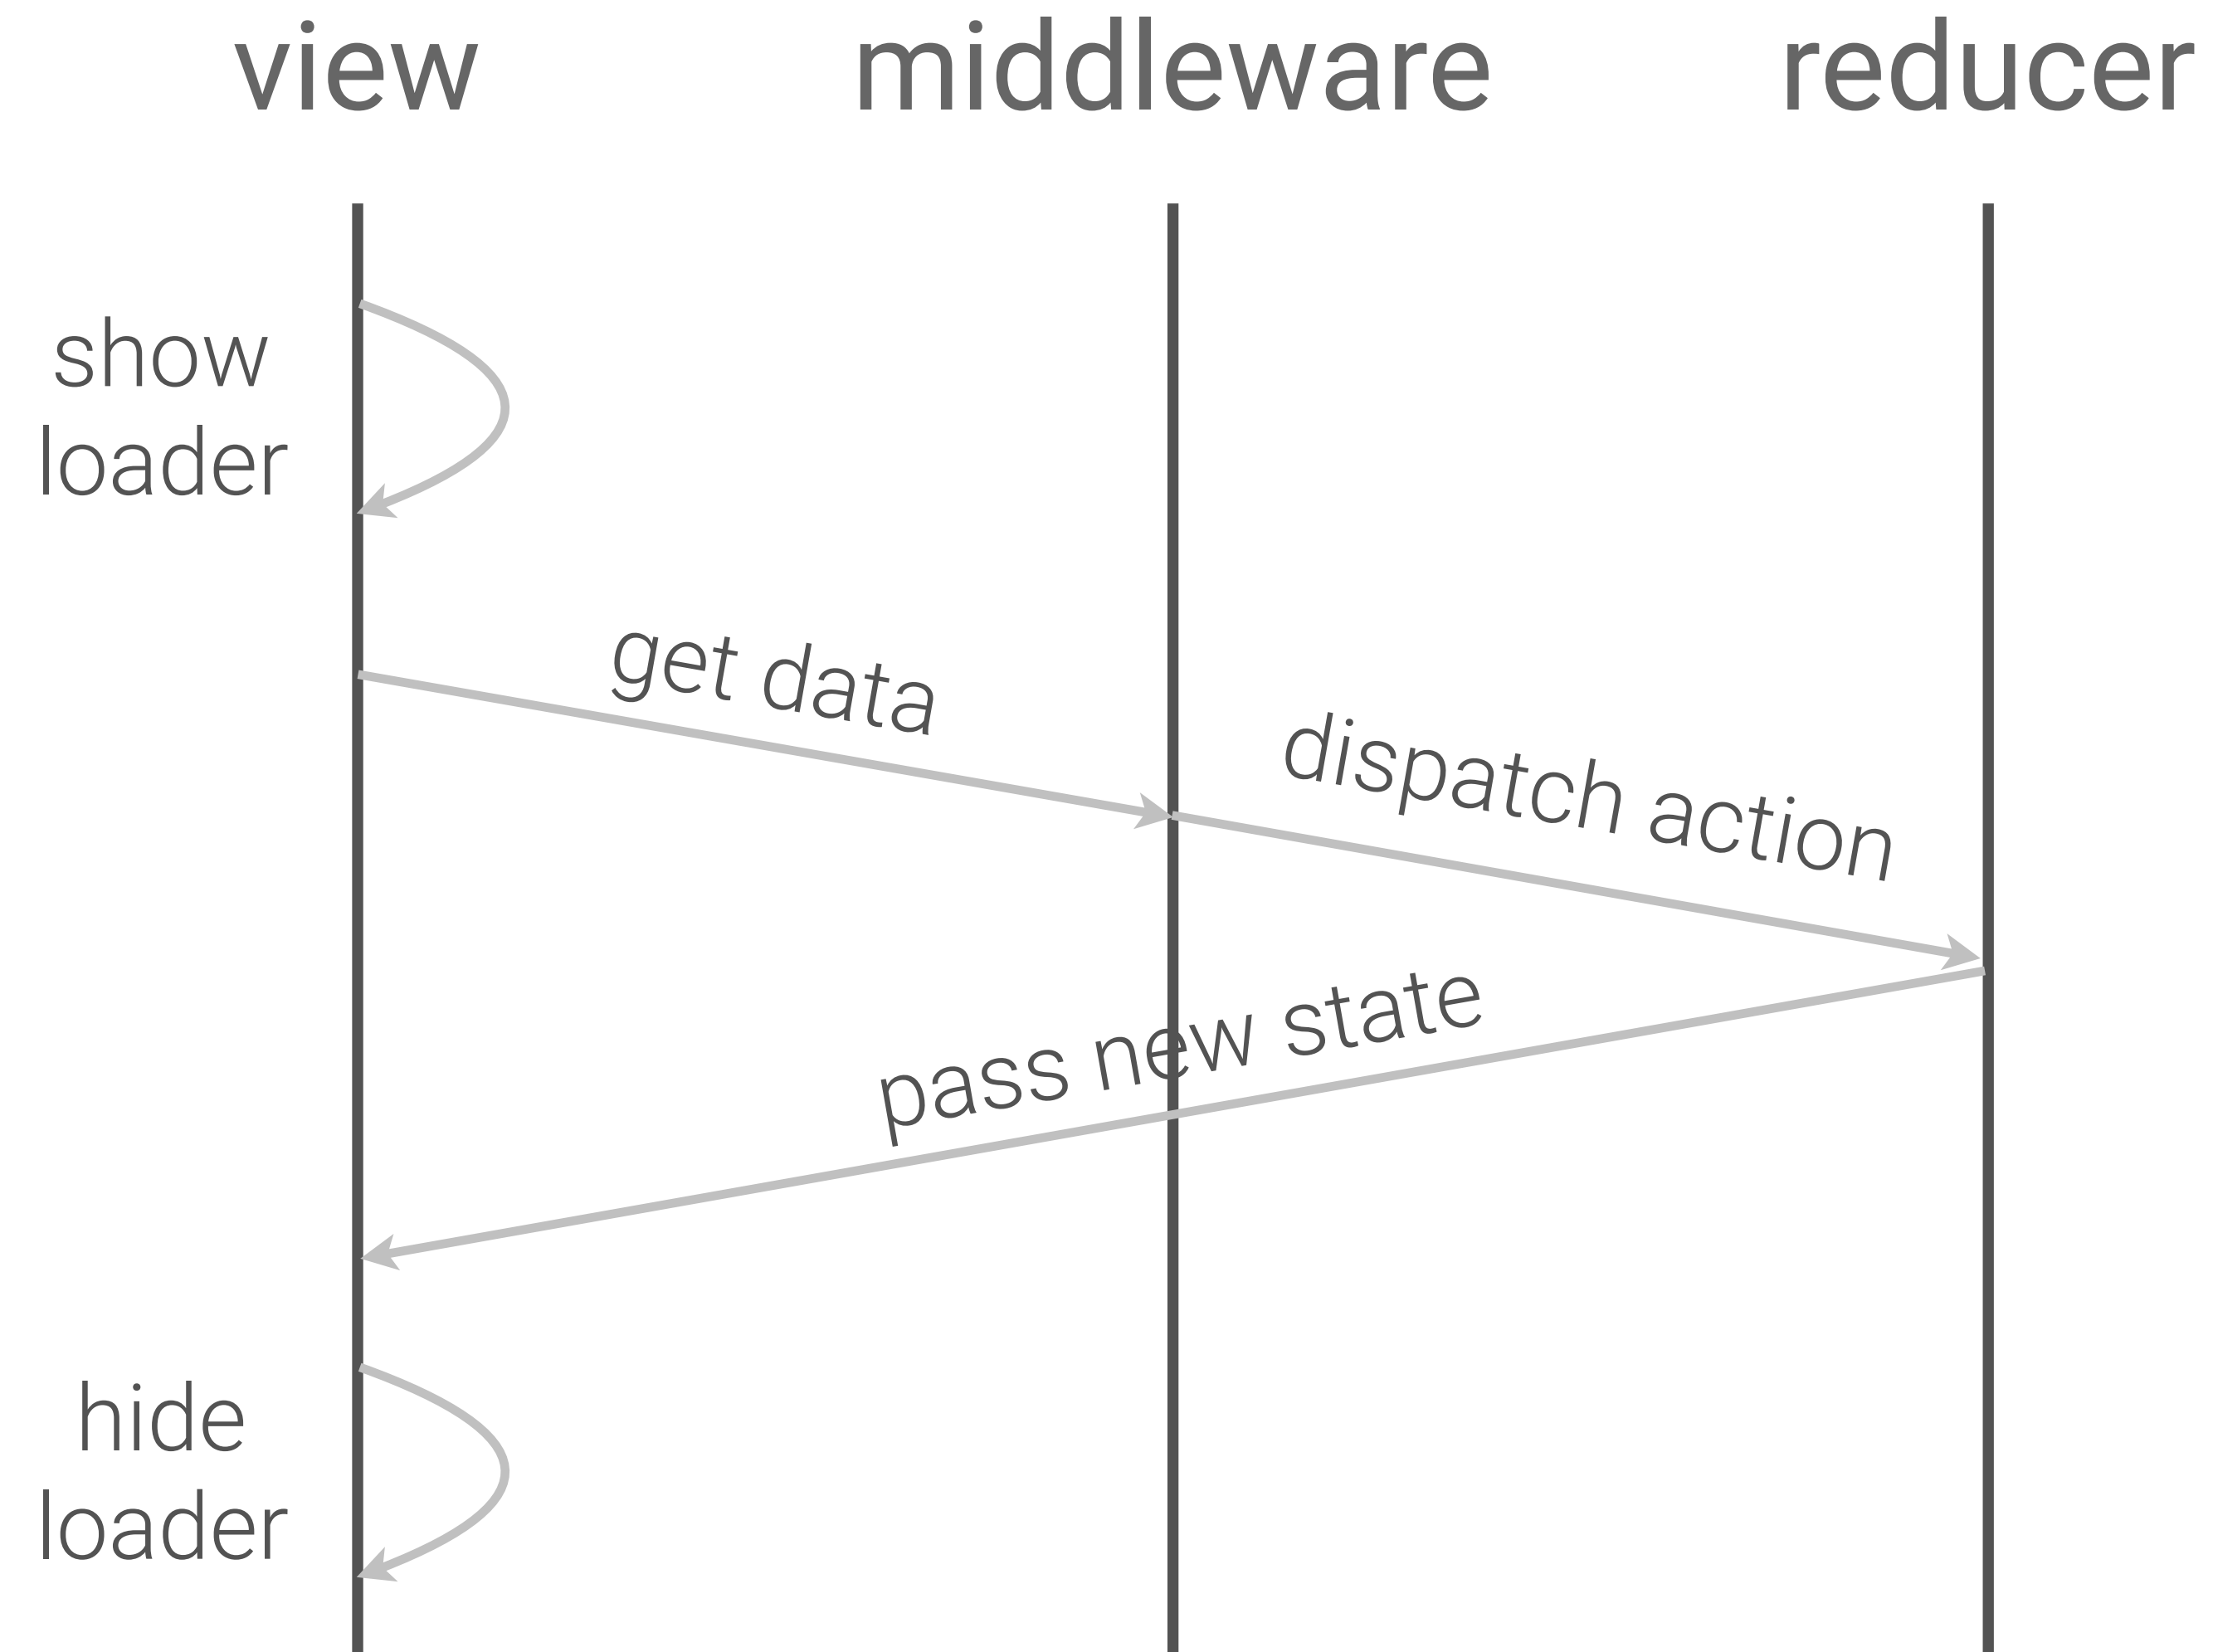 view middleware reducer
show
loader
get data
dispatch action
pass new state
hide
loader